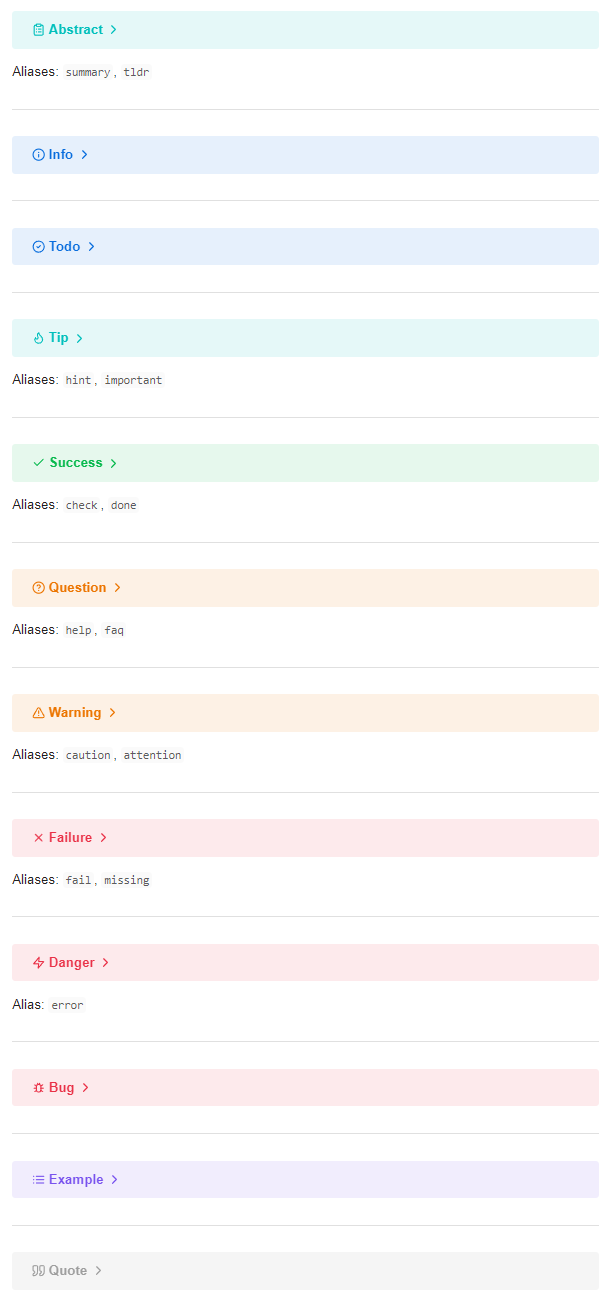 Abstract
Aliases: summary, tldr
Info
Todo
Tip
Aliases: hint, important
Success
Aliases: check, done
Question
Aliases: help, faq
Warning
Aliases: caution, attention
Failure
Aliases: fail, missing
Danger
Alias: error
Bug
Example
Quote